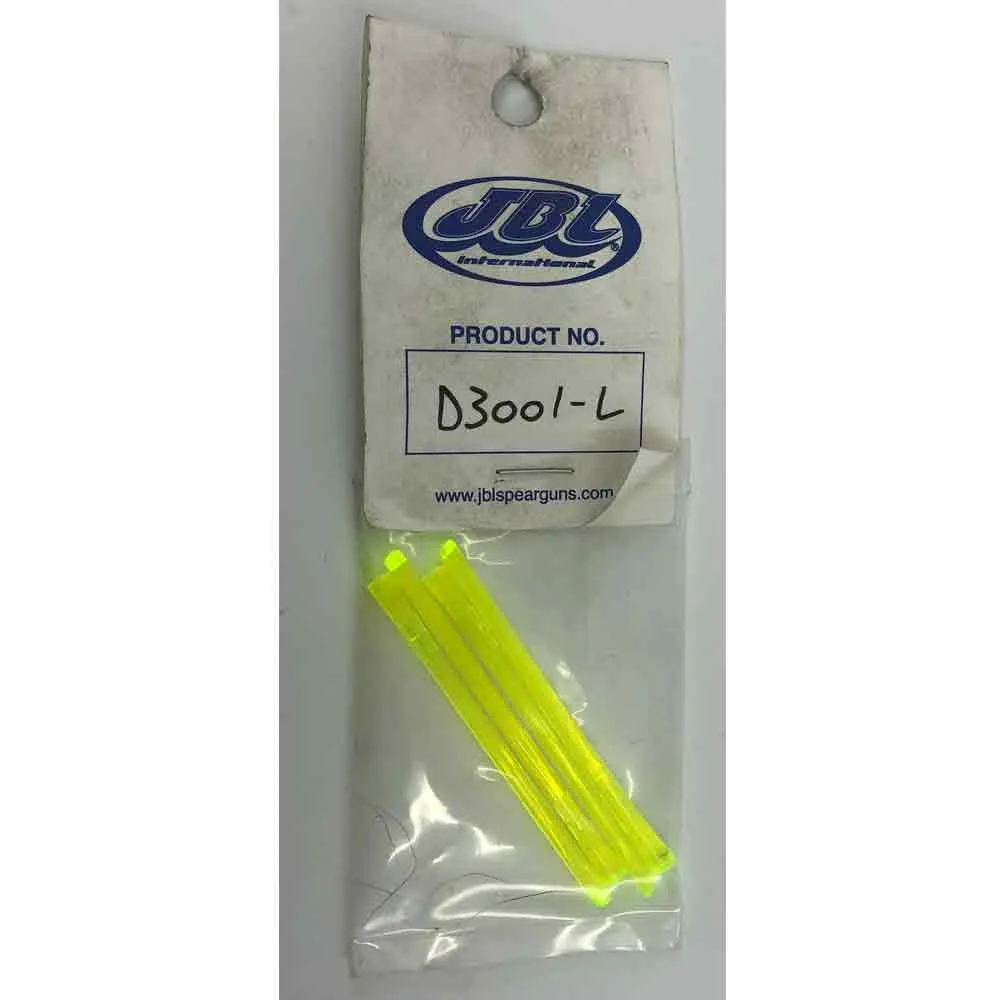 JBL®
international
PRODUCT NO.
D3001-L
www.jblspearguns.com